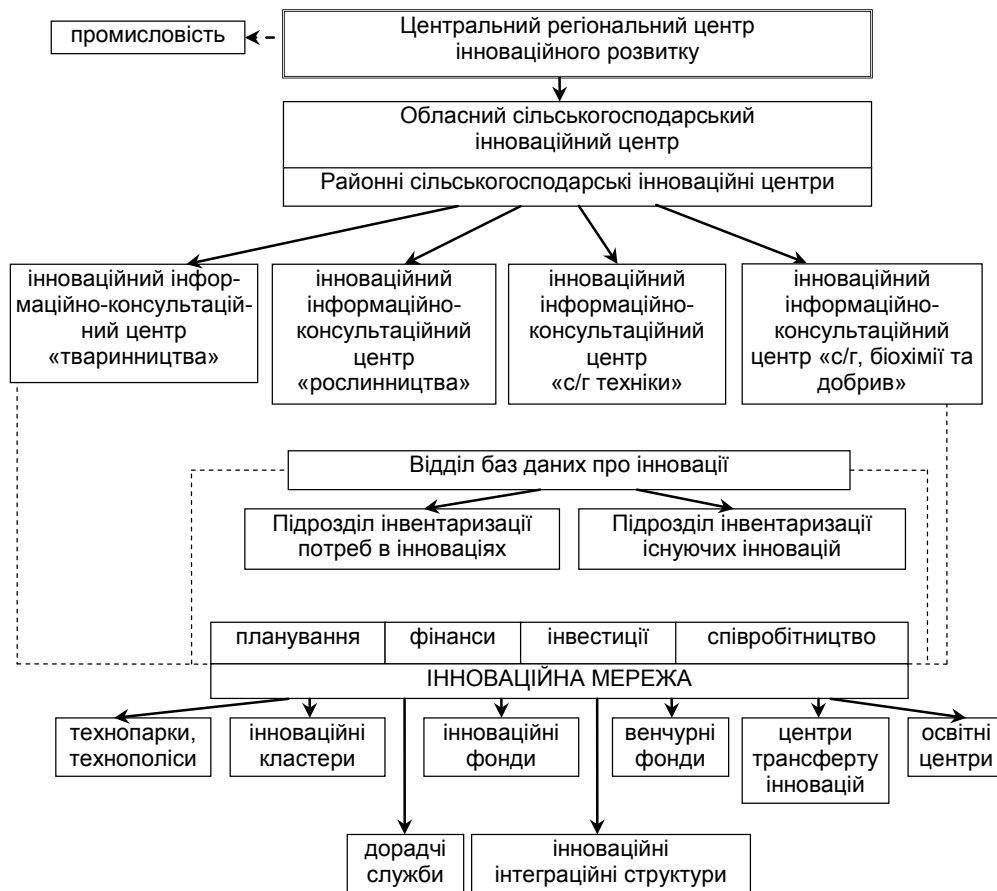 промисловість
Центральний регіональний центр
інноваційного розвитку
Обласний сільськогосподарський
інноваційний центр
Районні сільськогосподарські інноваційні центри
інноваційний інфор-
маційно-консультацій-
ний центр
«тваринництва»
інноваційний
інформаційно-
консультаційний
центр
«рослинництва»
інноваційний
інформаційно-
консультаційний
центр
«с/г техніки»
інноваційний
інформаційно-
консультаційний
центр «с/г, біохімії та
добрив»
Відділ баз даних про інновації
Підрозділ інвентаризації
потреб в інноваціях
Підрозділ інвентаризації
існуючих інновацій
планування
фінанси
інвестиції
співробітництво
ІННОВАЦІЙНА МЕРЕЖА
технопарки,
технополіси
інноваційні
кластери
інноваційні
фонди
венчурні
фонди
центри
трансферту
інновацій
освітні
центри
дорадчі
служби
інноваційні
інтеграційні структури